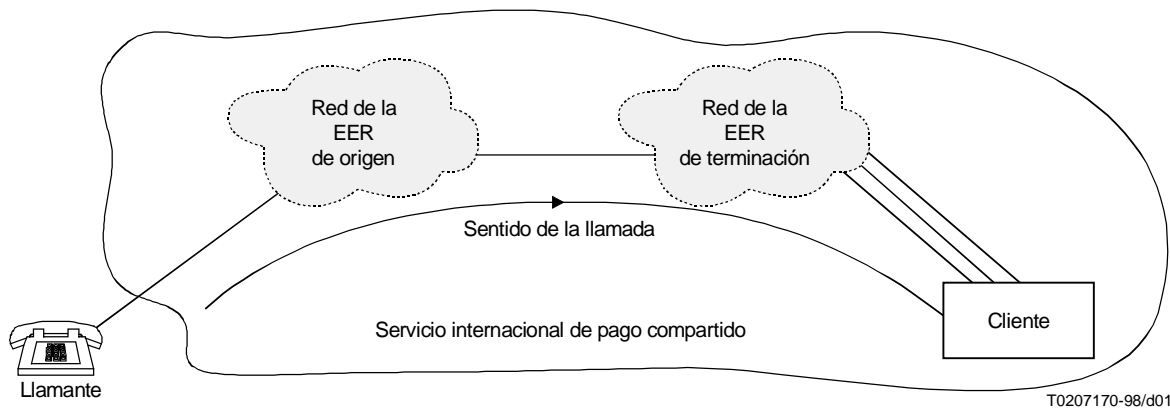 Red de la
EER
de origen
Red de la
EER
de terminación
Sentido de la llamada
Servicio internacional de pago compartido
Cliente
Llamante
T0207170-98/d01